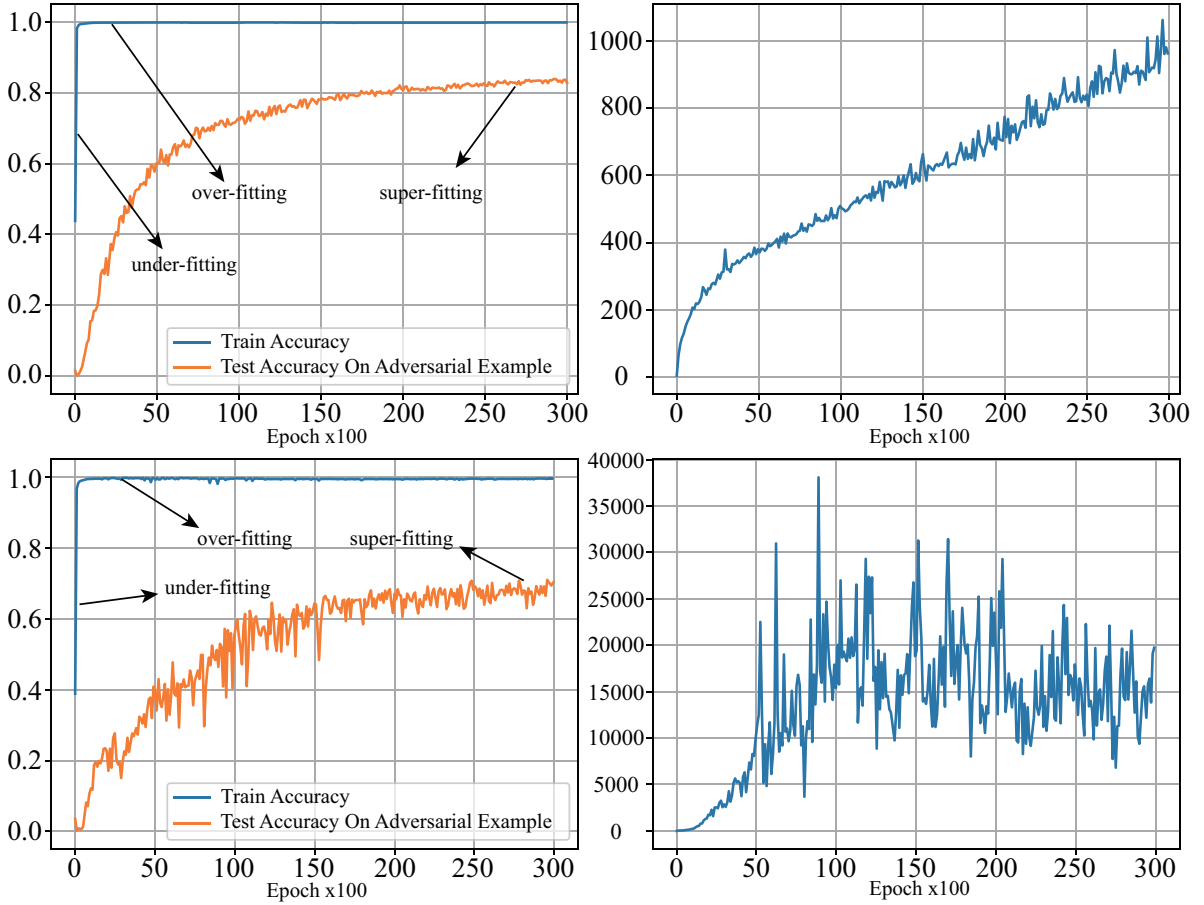 1.0
0.8
0.6
0.4
0.2
0.0
over-fitting
super-fitting
under-fitting
Train Accuracy
Test Accuracy On Adversarial Example
0 50 100 150 200 250 300
Epoch x100
1000
800
600
400
200
0
0 50 100 150 200 250 300
Epoch x100
1.0
0.8
0.6
0.4
0.2
0.0
over-fitting
super-fitting
under-fitting
Train Accuracy
Test Accuracy On Adversarial Example
0 50 100 150 200 250 300
Epoch x100
40000
35000
30000
25000
20000
15000
10000
5000
0
0 50 100 150 200 250 300
Epoch x100